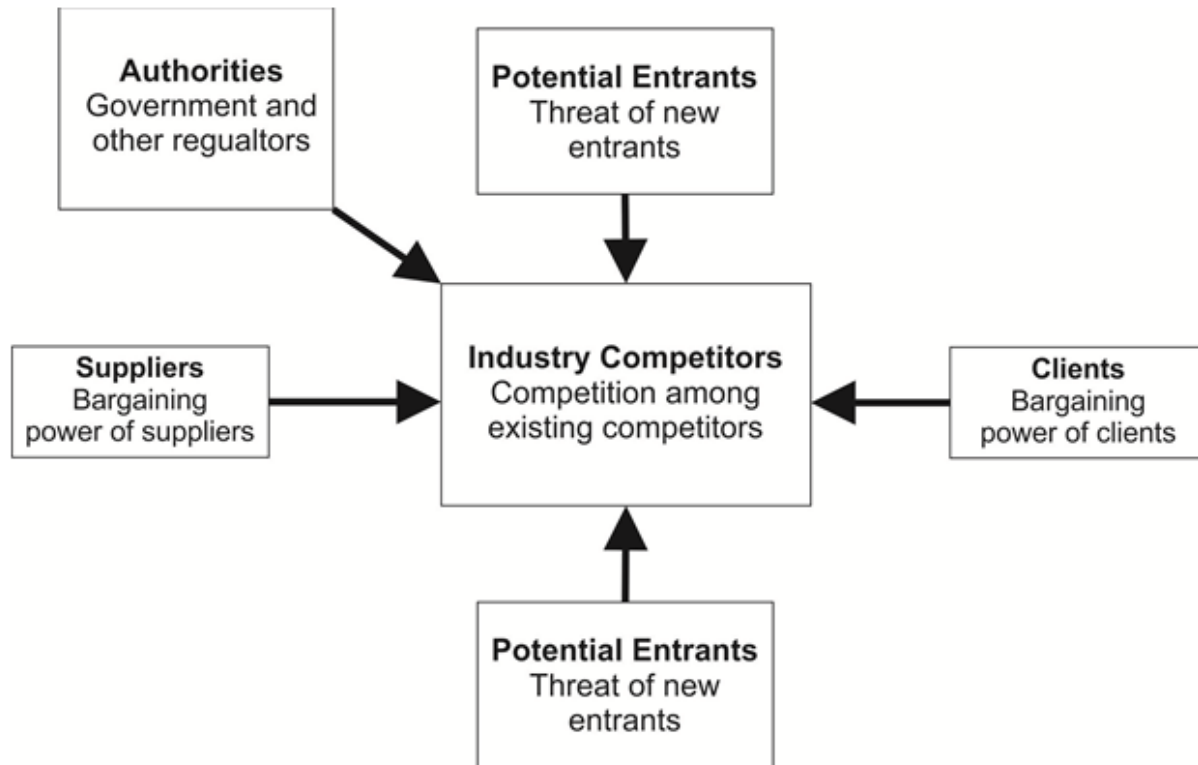 Authorities
Government and
other regualtors
Potential Entrants
Threat of new
entrants
Suppliers
Bargaining
power of suppliers
Industry Competitors
Competition among
existing competitors
Clients
Bargaining
power of clients
Potential Entrants
Threat of new
entrants